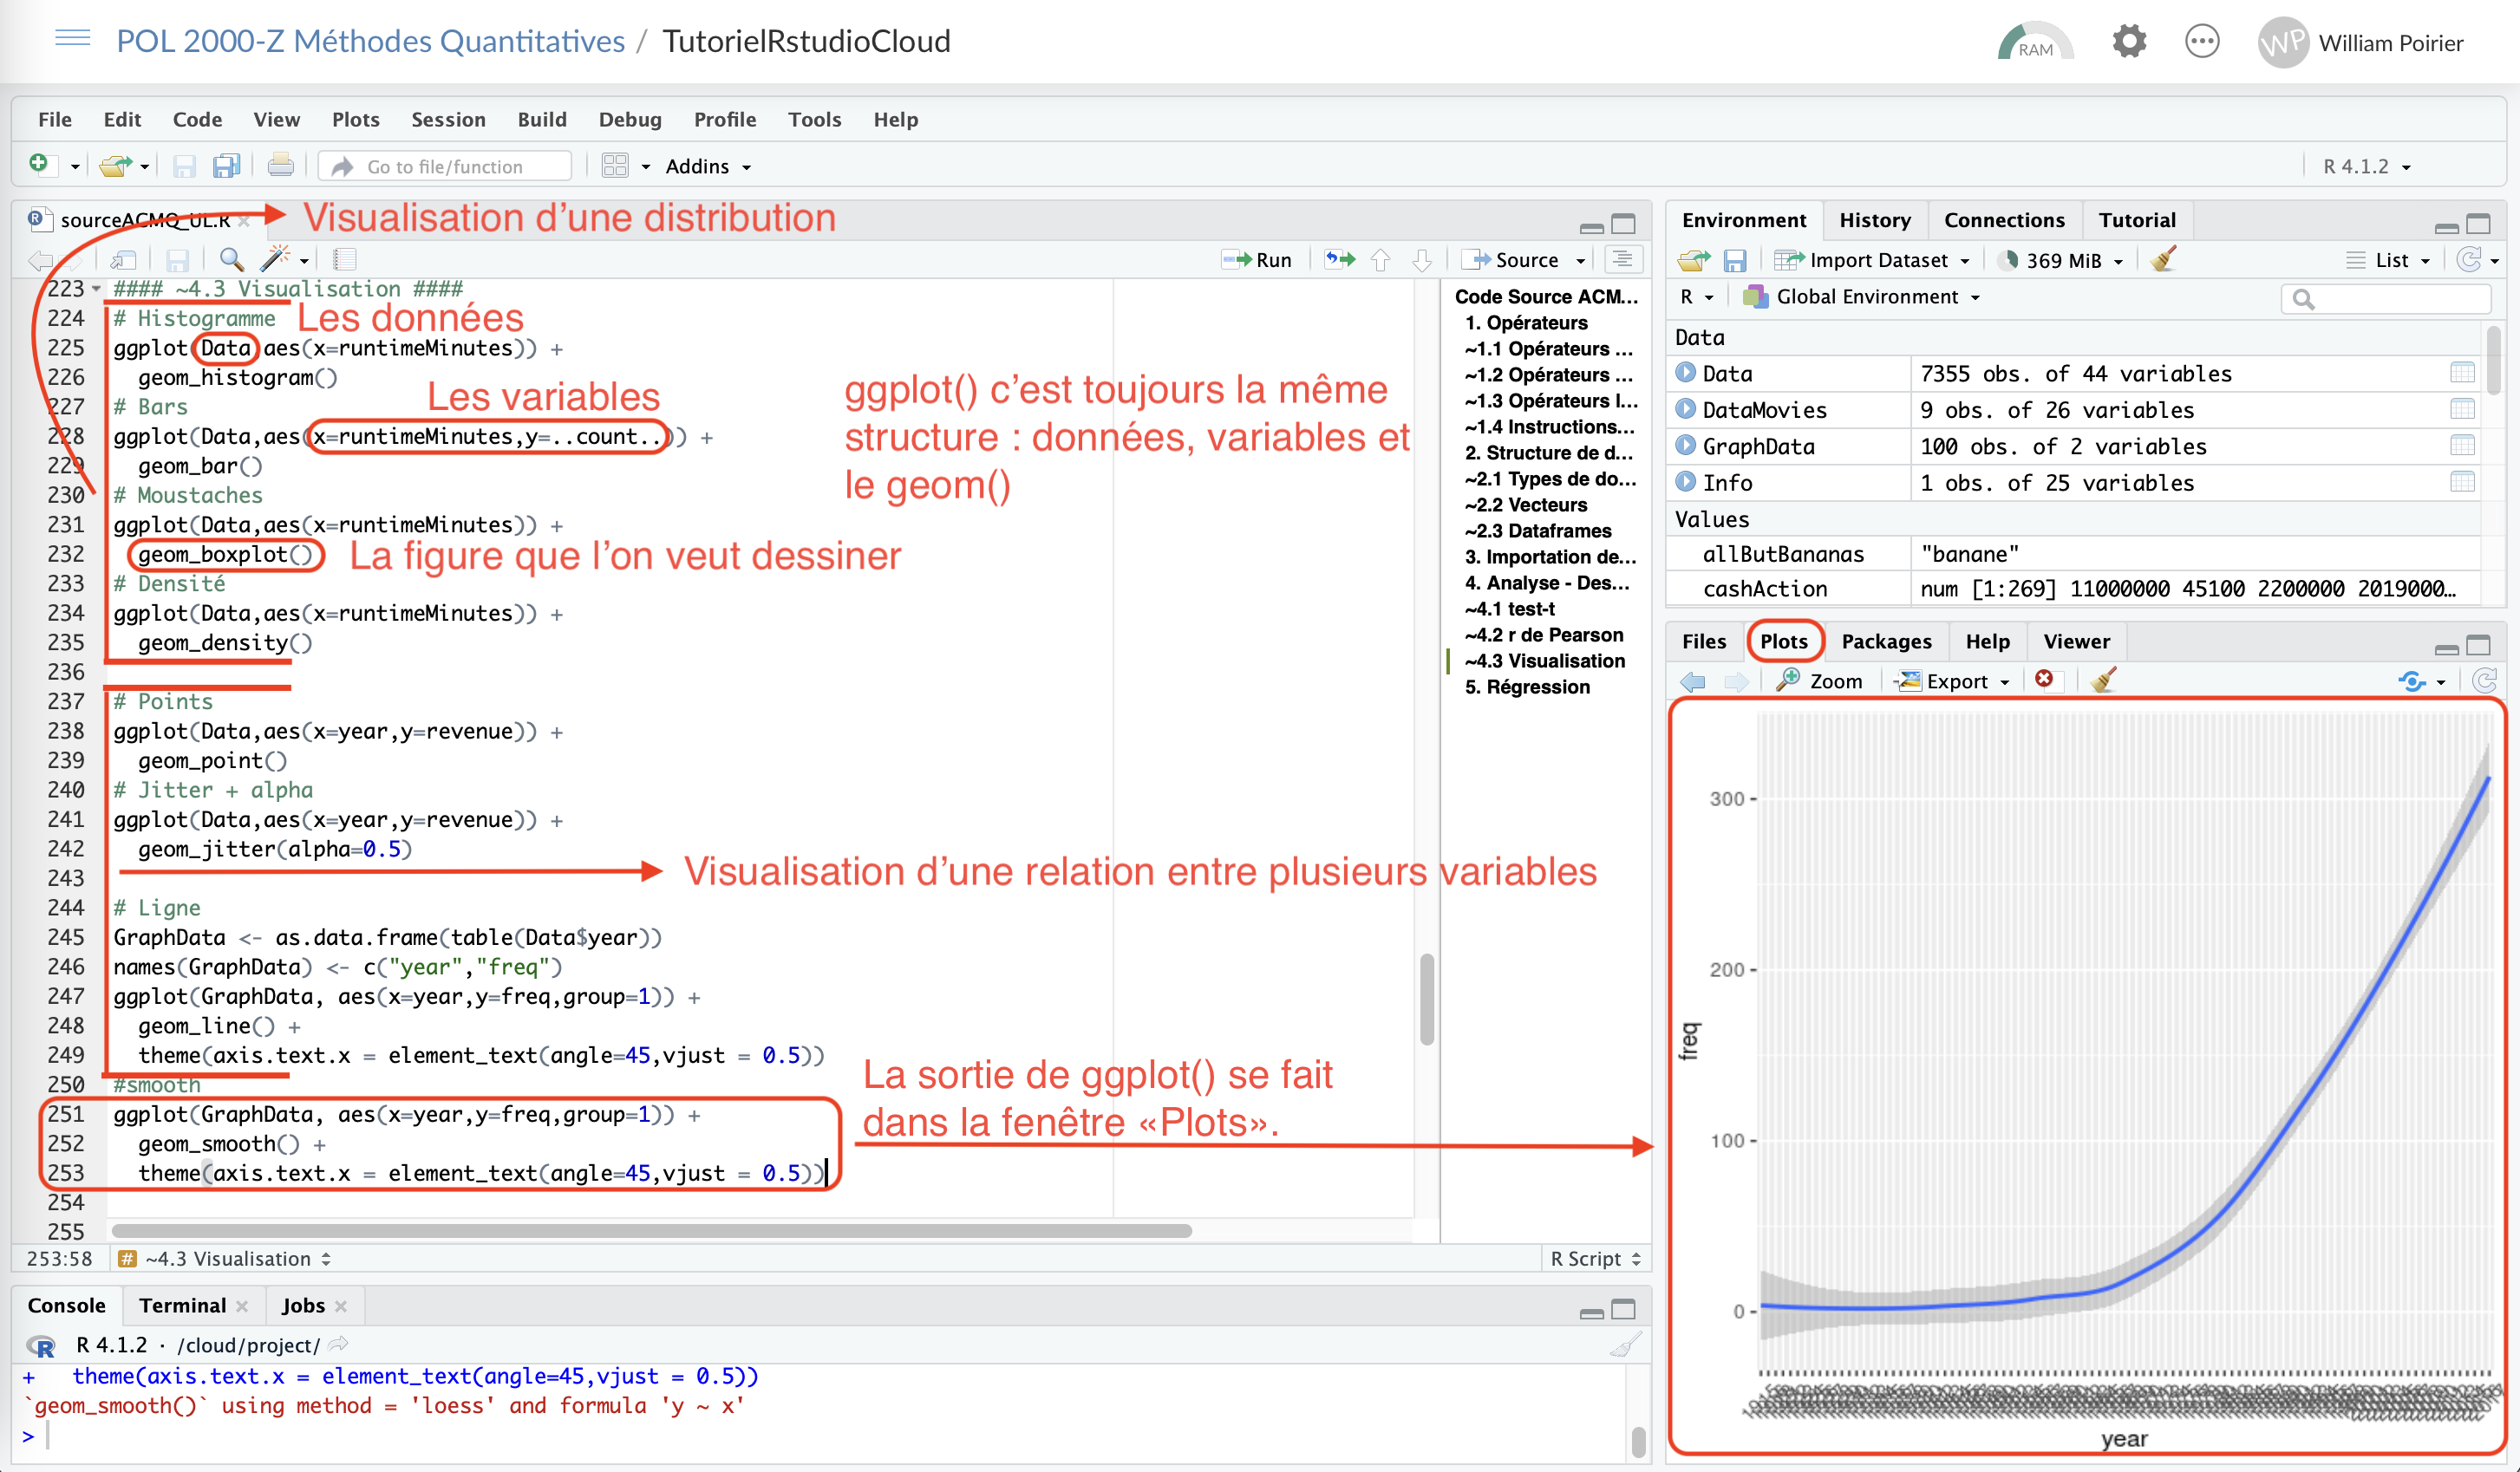 POL 2000-Z Méthodes Quantitatives / TutorielRstudioCloud
RAM
WP William Poirier
File Edit Code View Plots Session Build Debug Profile Tools Help
Go to file/function
Addins
R 4.1.2
sourceACMQ_UL.R
Visualisation d’une distribution
Run
Source
223 #### ~4.3 Visualisation ####
224 # Histogramme
Les données
225 ggplot(Data,aes(x=runtimeMinutes)) +
226 geom_histogram()
Les variables
227 # Bars
228 ggplot(Data,aes(x=runtimeMinutes,y=..count..)) +
229 geom_bar()
230 # Moustaches
231 ggplot(Data,aes(x=runtimeMinutes)) +
232 geom_boxplot()
La figure que l’on veut dessiner
233 # Densité
234 ggplot(Data,aes(x=runtimeMinutes)) +
235 geom_density()
236
237 # Points
238 ggplot(Data,aes(x=year,y=revenue)) +
239 geom_point()
240 # Jitter + alpha
241 ggplot(Data,aes(x=year,y=revenue)) +
242 geom_jitter(alpha=0.5)
243
Visualisation d’une relation entre plusieurs variables
244 # Ligne
245 GraphData <- as.data.frame(table(Data$year))
246 names(GraphData) <- c("year","freq")
247 ggplot(GraphData, aes(x=year,y=freq,group=1)) +
248 geom_line() +
249 theme(axis.text.x = element_text(angle=45,vjust = 0.5))
250 #smooth
251 ggplot(GraphData, aes(x=year,y=freq,group=1)) +
252 geom_smooth() +
253 theme(axis.text.x = element_text(angle=45,vjust = 0.5))
254
255
ggplot() c’est toujours la même
structure : données, variables et
le geom()
La sortie de ggplot() se fait
dans la fenêtre «Plots».
253:58 # ~4.3 Visualisation
R Script
Code Source ACM...
1. Opérateurs
~1.1 Opérateurs ...
~1.2 Opérateurs ...
~1.3 Opérateurs l...
~1.4 Instructions...
2. Structure de d...
~2.1 Types de do...
~2.2 Vecteurs
~2.3 Dataframes
3. Importation de...
4. Analyse - Des...
~4.1 test-t
~4.2 r de Pearson
~4.3 Visualisation
5. Régression
Console Terminal Jobs
R 4.1.2 · /cloud/project/
+ theme(axis.text.x = element_text(angle=45,vjust = 0.5))
`geom_smooth()` using method = 'loess' and formula 'y ~ x'
>
Environment History Connections Tutorial
Import Dataset 369 MiB List
R Global Environment
Data
Data 7355 obs. of 44 variables
DataMovies 9 obs. of 26 variables
GraphData 100 obs. of 2 variables
Info 1 obs. of 25 variables
Values
allButBananas "banane"
cashAction num [1:269] 11000000 45100 2200000 2019000…
Files Plots Packages Help Viewer
Zoom Export
300
200
100
0
freq
year